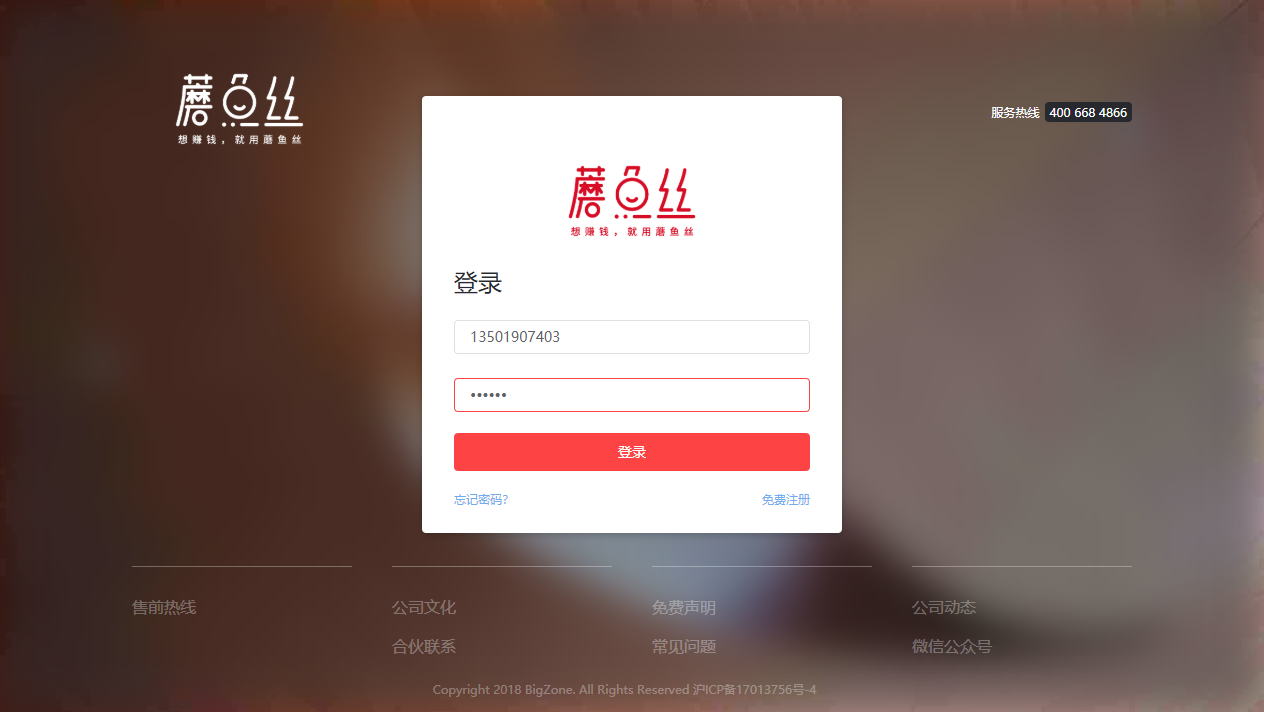 蘑鱼丝
想赚钱，就用蘑鱼丝
服务热线 400 668 4866
蘑鱼丝
想赚钱，就用蘑鱼丝
登录
13501907403
••••••
登录
忘记密码?
免费注册
售前热线
公司文化
免费声明
公司动态
合伙联系
常见问题
微信公众号
Copyright 2018 BigZone. All Rights Reserved 沪ICP备17013756号-4